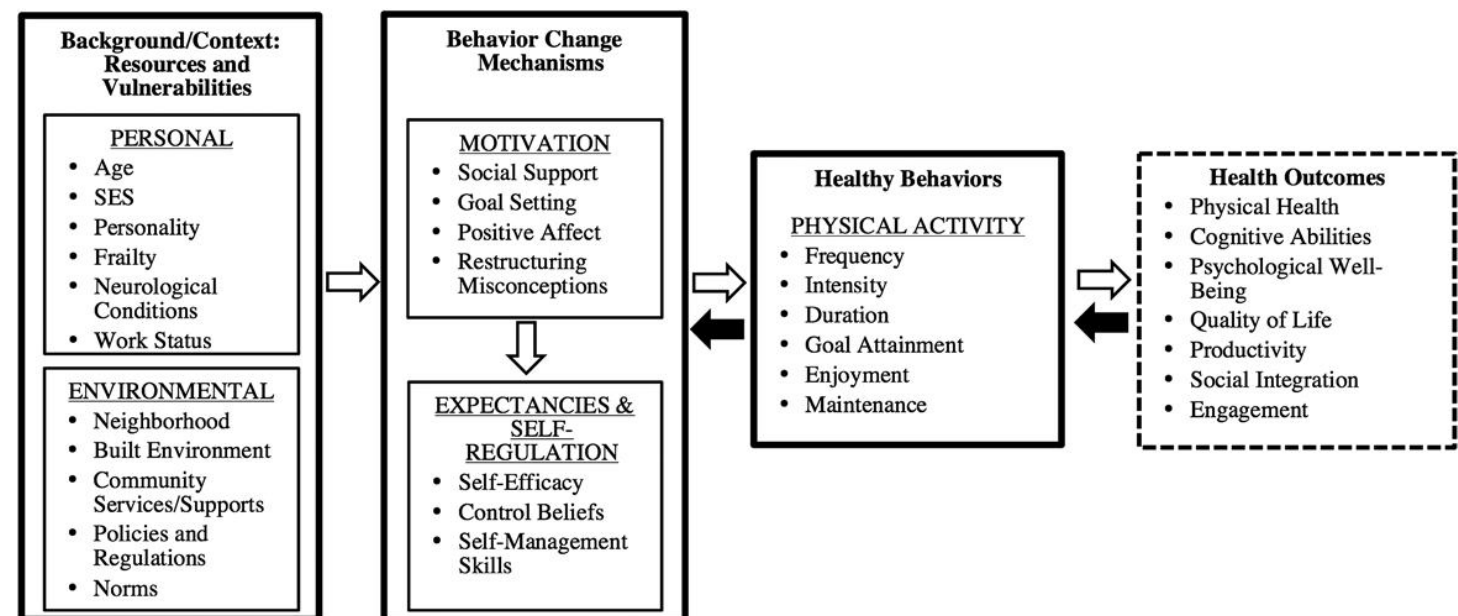 Background/Context:
Resources and
Vulnerabilities
PERSONAL
• Age
• SES
• Personality
• Frailty
• Neurological
Conditions
• Work Status
ENVIRONMENTAL
• Neighborhood
• Built Environment
• Community
Services/Supports
• Policies and
Regulations
• Norms
Behavior Change
Mechanisms
MOTIVATION
• Social Support
• Goal Setting
• Positive Affect
• Restructuring
Misconceptions
EXPECTANCIES &
SELF-
REGULATION
• Self-Efficacy
• Control Beliefs
• Self-Management
Skills
Healthy Behaviors
PHYSICAL ACTIVITY
• Frequency
• Intensity
• Duration
• Goal Attainment
• Enjoyment
• Maintenance
Health Outcomes
• Physical Health
• Cognitive Abilities
• Psychological Well-
Being
• Quality of Life
• Productivity
• Social Integration
• Engagement